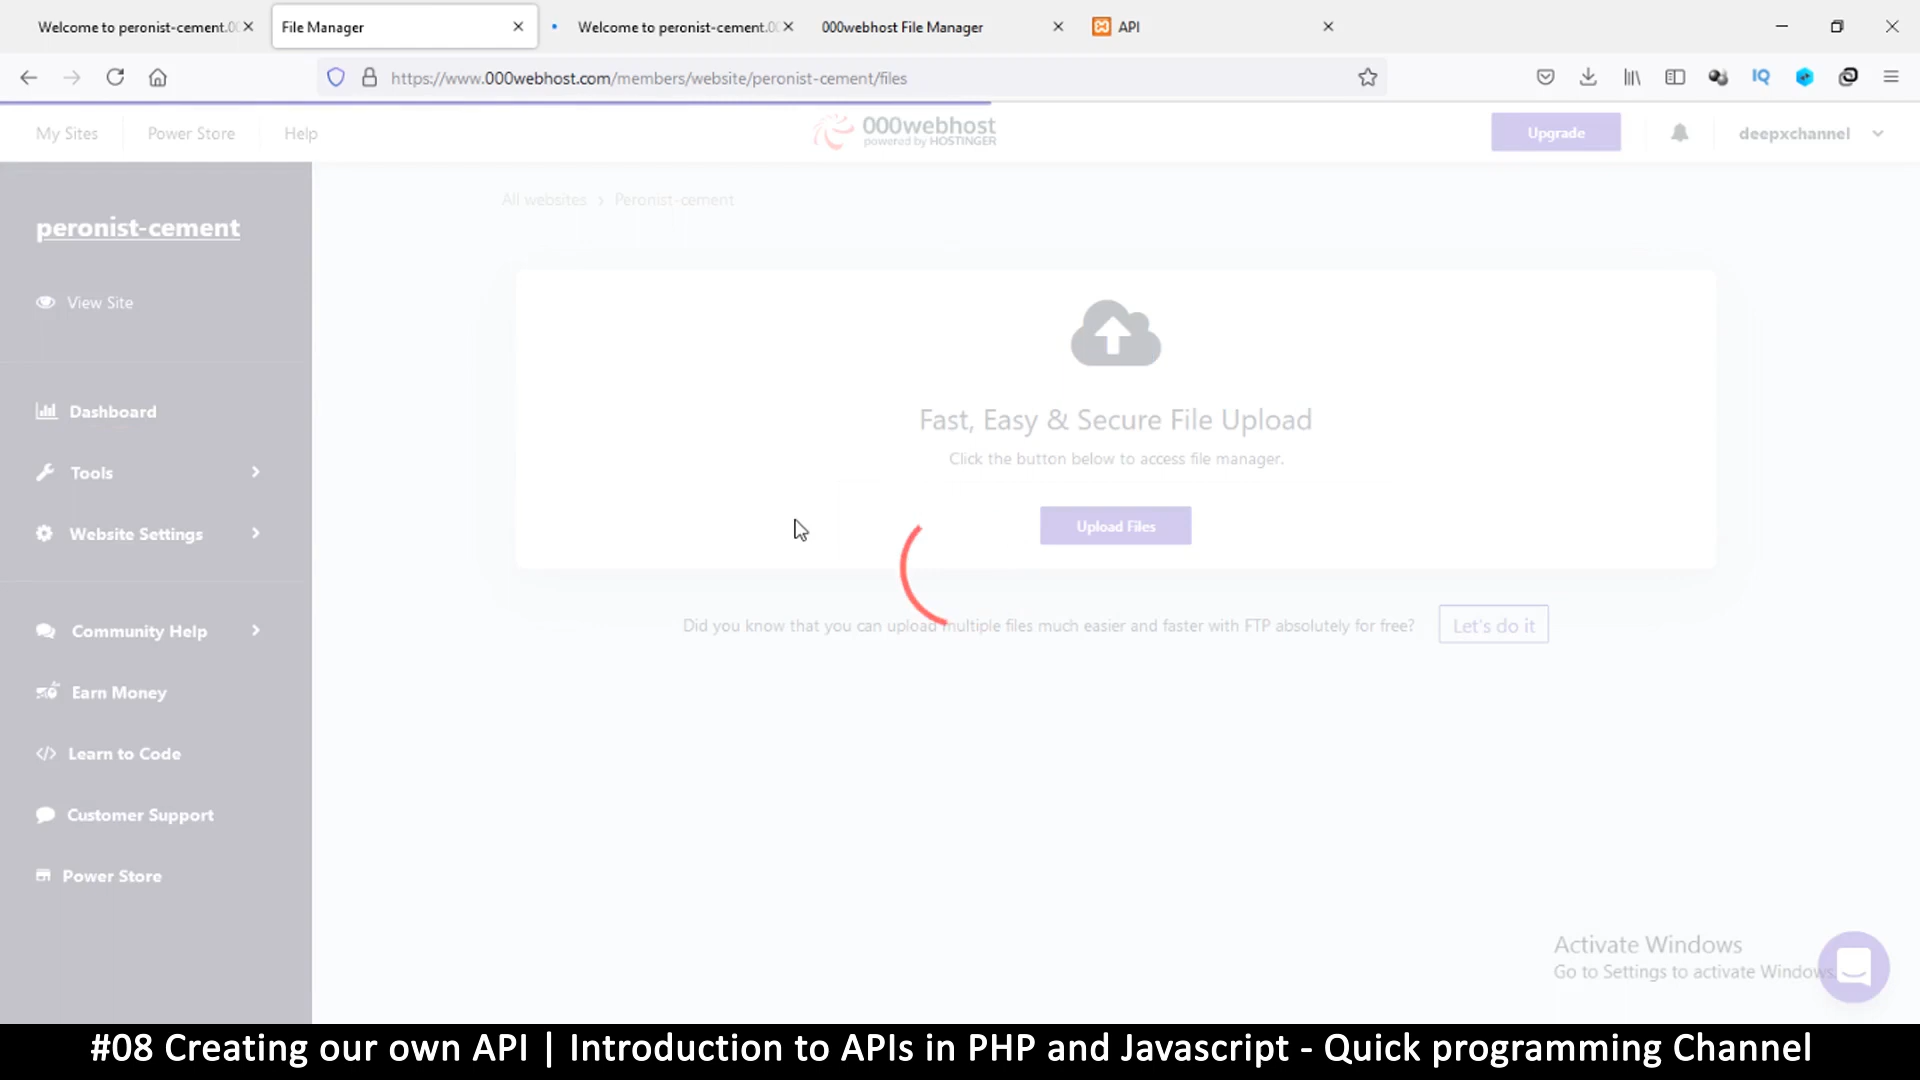 Welcome to peronist-cement.00
File Manager
Welcome to peronist-cement.00
000webhost File Manager
API
https://www.000webhost.com/members/website/peronist-cement/files
IQ
My Sites
Power Store
Help
000webhost
powered by HOSTINGER
Upgrade
deepxchannel
peronist-cement
View Site
Dashboard
Tools
Website Settings
Community Help
Earn Money
Learn to Code
Customer Support
Power Store
All websites › Peronist-cement
Fast, Easy & Secure File Upload
Click the button below to access file manager.
Upload Files
Did you know that you can upload multiple files much easier and faster with FTP absolutely for free?
Let's do it
Activate Windows
Go to Settings to activate Windows.
#08 Creating our own API | Introduction to APIs in PHP and Javascript - Quick programming Channel